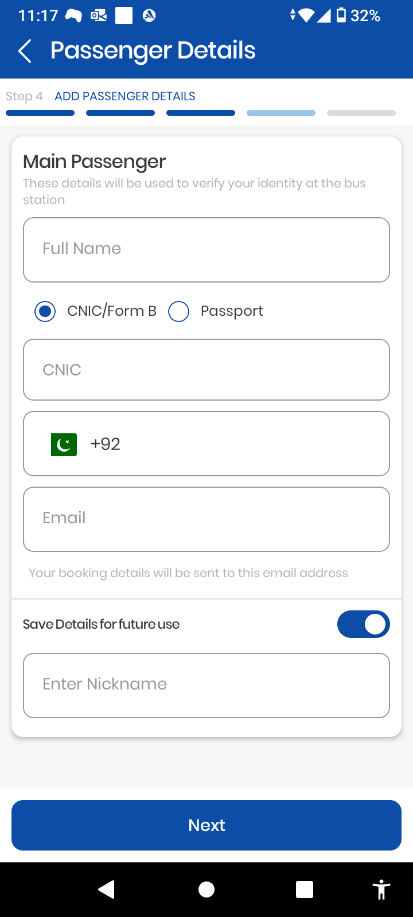 11:17
32%
Passenger Details
Step 4 ADD PASSENGER DETAILS
Main Passenger
These details will be used to verify your identity at the bus
station
Full Name
CNIC/Form B Passport
CNIC
+92
Email
Your booking details will be sent to this email address
Save Details for future use
Enter Nickname
Next